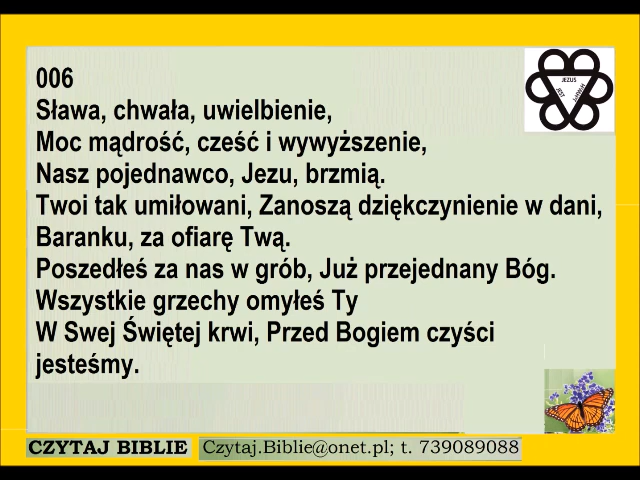 006
Sława, chwała, uwielbienie,
Moc mądrość, cześć i wywyższenie,
Nasz pojednawco, Jezu, brzmią.
Twoi tak umiłowani, Zanoszą dziękczynienie w dani,
Baranku, za ofiarę Twą.
Poszedłeś za nas w grób, Już przejednany Bóg.
Wszystkie grzechy omyłeś Ty
W Swej Świętej krwi, Przed Bogiem czyści
jesteśmy.
JEZUS
JEST
CZYTAJ BIBLIE Czytaj.Biblie@onet.pl; t. 739089088